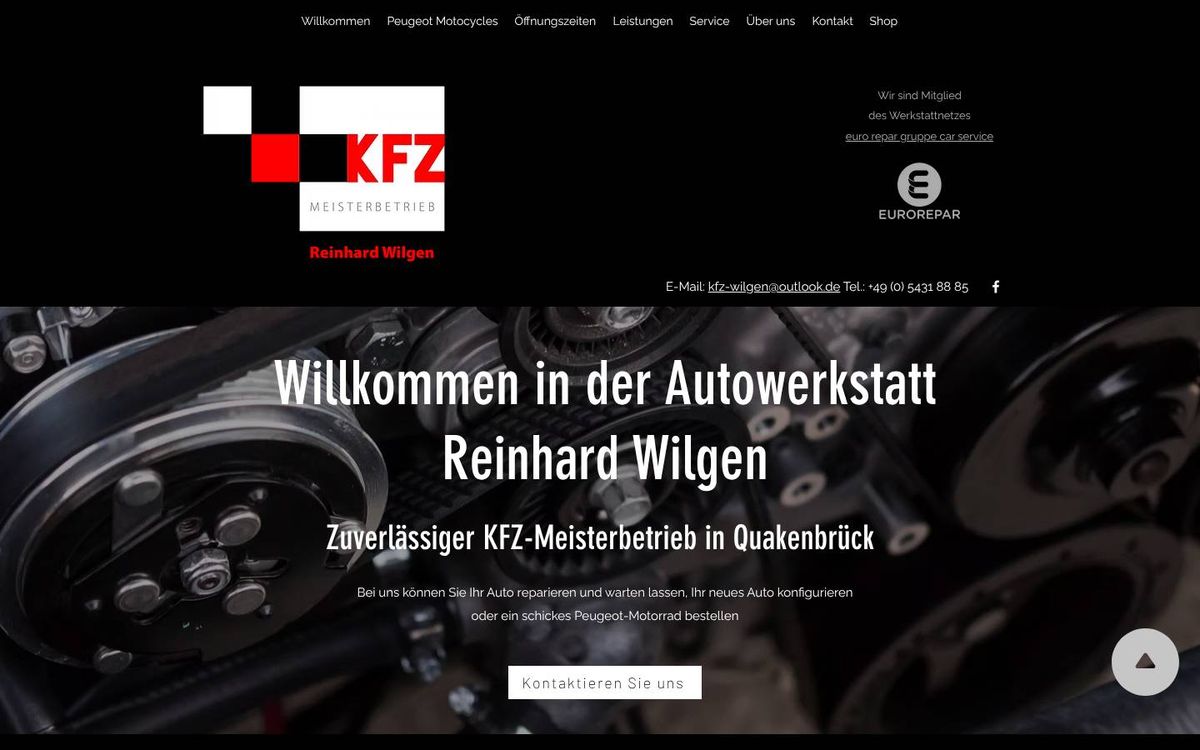 Willkommen Peugeot Motocycles Öffnungszeiten Leistungen Service Über uns Kontakt Shop
KFZ
MEISTERBETRIEB
Reinhard Wilgen
Wir sind Mitglied
des Werkstattnetzes
euro repar gruppe car service
EUROREPAR
E-Mail: kfz-wilgen@outlook.de Tel.: +49 (0) 5431 88 85
Willkommen in der Autowerkstatt
Reinhard Wilgen
Zuverlässiger KFZ-Meisterbetrieb in Quakenbrück
Bei uns können Sie Ihr Auto reparieren und warten lassen, Ihr neues Auto konfigurieren
oder ein schickes Peugeot-Motorrad bestellen
Kontaktieren Sie uns